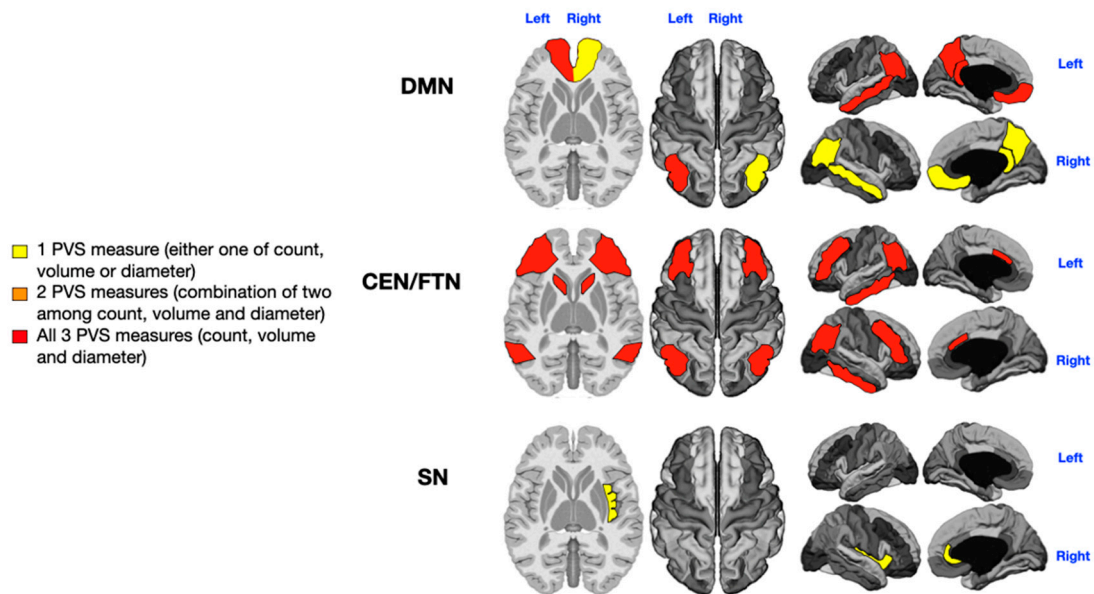 Left Right Left Right
DMN
Left
Right
1 PVS measure (either one of count,
volume or diameter)
2 PVS measures (combination of two
among count, volume and diameter)
All 3 PVS measures (count, volume
and diameter)
CEN/FTN
Left
Right
SN
Left
Right